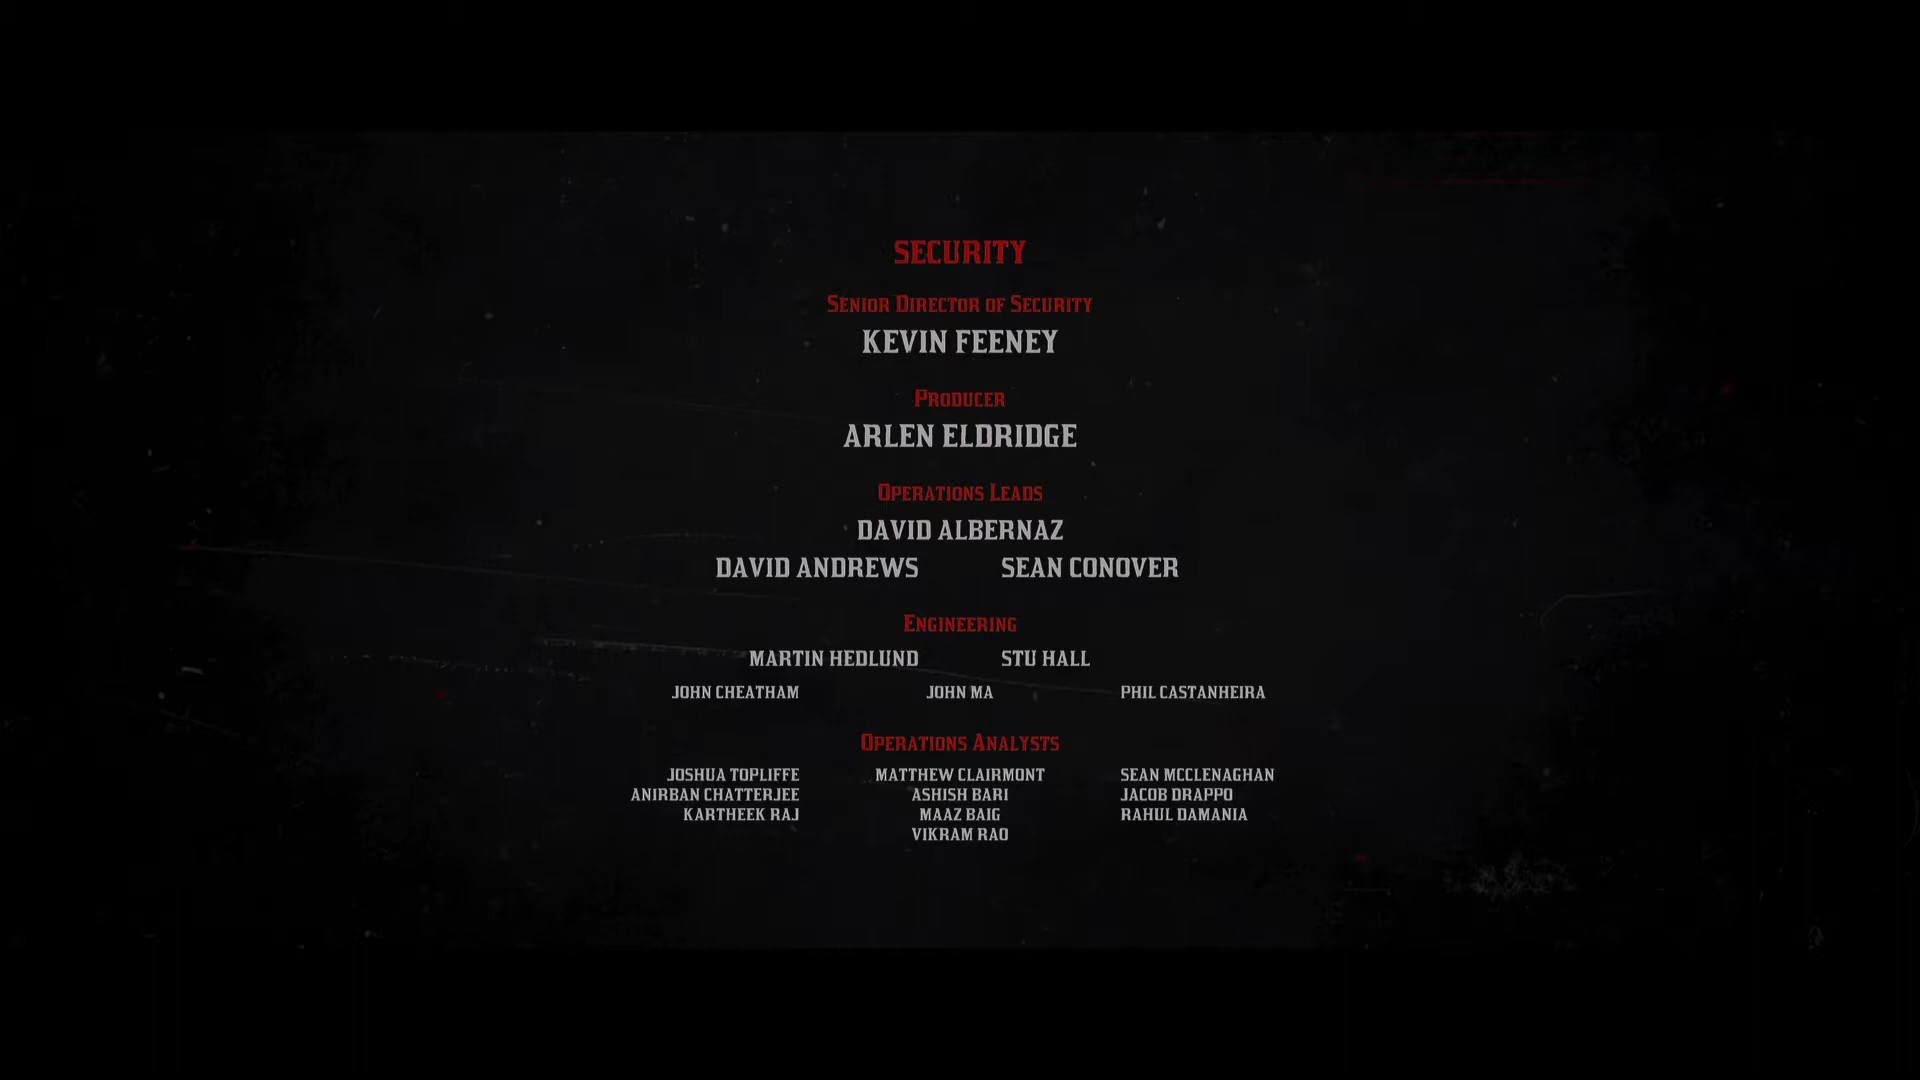 SECURITY
SENIOR DIRECTOR OF SECURITY
KEVIN FEENEY
PRODUCER
ARLEN ELDRIDGE
OPERATIONS LEADS
DAVID ALBERNAZ
DAVID ANDREWS SEAN CONOVER
ENGINEERING
MARTIN HEDLUND STU HALL
JOHN CHEATHAM JOHN MA PHIL CASTANHEIRA
OPERATIONS ANALYSTS
JOSHUA TOPLIFFE MATTHEW CLAIRMONT SEAN MCCLENAGHAN
ANIRBAN CHATTERJEE ASHISH BARI JACOB DRAPPO
KARTHEEK RAJ MAAZ BAIG RAHUL DAMANIA
VIKRAM RAO